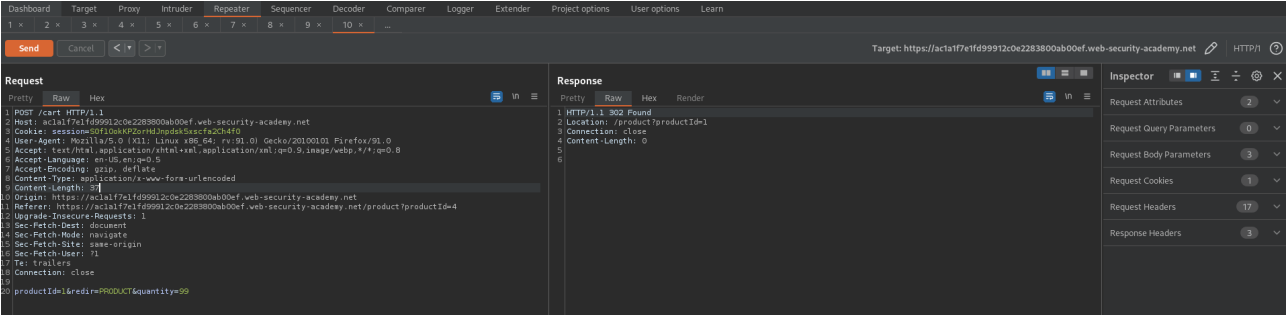 Dashboard Target Proxy Intruder Repeater Sequencer Decoder Comparer Logger Extender Project options User options Learn
1 × 2 × 3 × 4 × 5 × 6 × 7 × 8 × 9 × 10 × ...
Send Cancel < > Target: https://ac1a1f7e1fd99912c0e2283800ab00ef.web-security-academy.net HTTP/1
Request
Pretty Raw Hex \n
1 POST /cart HTTP/1.1
2 Host: ac1a1f7e1fd99912c0e2283800ab00ef.web-security-academy.net
3 Cookie: session=S0f1OokKPZorHdJnpdsk5xscfa2Ch4f0
4 User-Agent: Mozilla/5.0 (X11; Linux x86_64; rv:91.0) Gecko/20100101 Firefox/91.0
5 Accept: text/html,application/xhtml+xml,application/xml;q=0.9,image/webp,*/*;q=0.8
6 Accept-Language: en-US,en;q=0.5
7 Accept-Encoding: gzip, deflate
8 Content-Type: application/x-www-form-urlencoded
9 Content-Length: 37
10 Origin: https://ac1a1f7e1fd99912c0e2283800ab00ef.web-security-academy.net
11 Referer: https://ac1a1f7e1fd99912c0e2283800ab00ef.web-security-academy.net/product?productId=4
12 Upgrade-Insecure-Requests: 1
13 Sec-Fetch-Dest: document
14 Sec-Fetch-Mode: navigate
15 Sec-Fetch-Site: same-origin
16 Sec-Fetch-User: ?1
17 Te: trailers
18 Connection: close
19
20 productId=1&redir=PRODUCT&quantity=99
Response
Pretty Raw Hex Render \n
1 HTTP/1.1 302 Found
2 Location: /product?productId=1
3 Connection: close
4 Content-Length: 0
5
6
Inspector
Request Attributes 2
Request Query Parameters 0
Request Body Parameters 3
Request Cookies 1
Request Headers 17
Response Headers 3